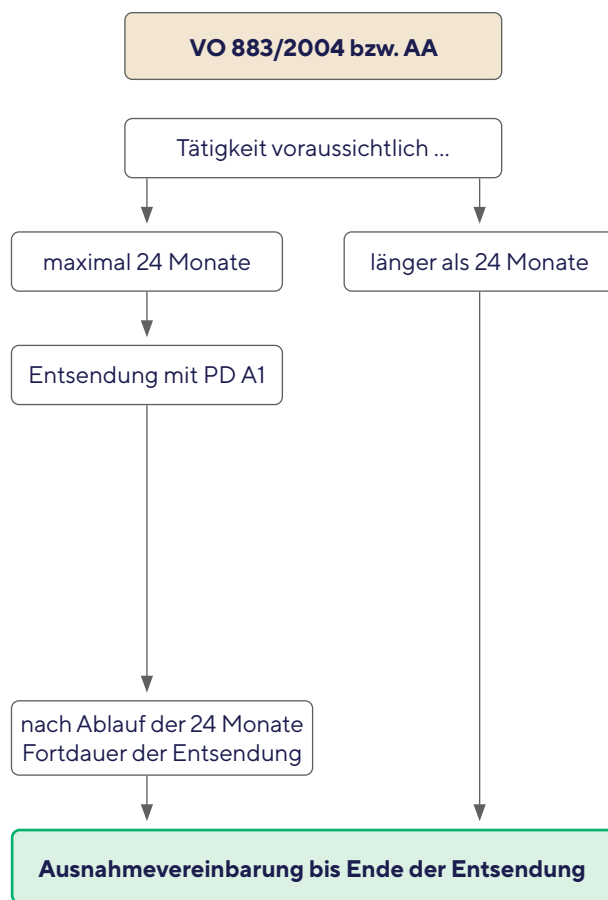 VO 883/2004 bzw. AA
Tätigkeit voraussichtlich ...
maximal 24 Monate
länger als 24 Monate
Entsendung mit PD A1
nach Ablauf der 24 Monate
Fortdauer der Entsendung
Ausnahmevereinbarung bis Ende der Entsendung